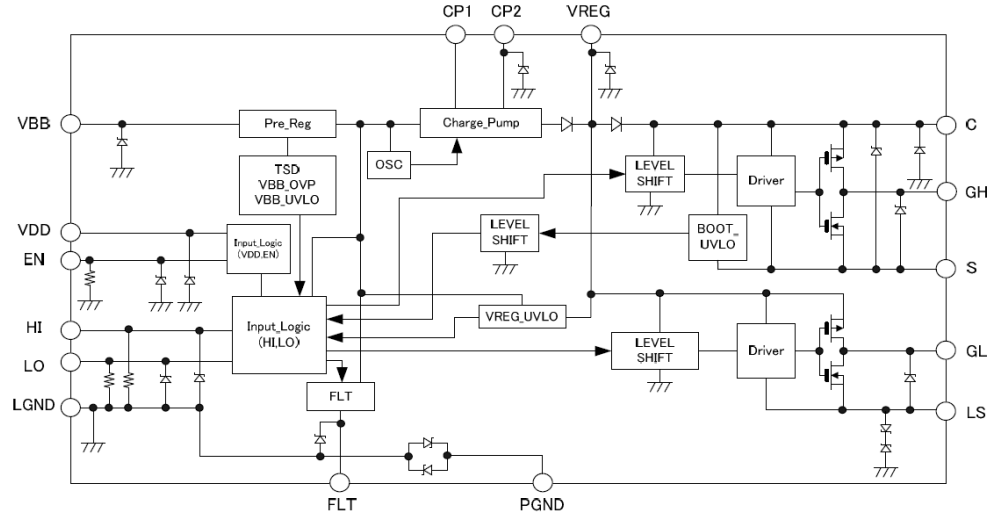 CP1 CP2 VREG
VBB
Pre_Reg
Charge_Pump
C
OSC
TSD
VBB_OVP
VBB_UVLO
LEVEL
SHIFT
Driver
GH
VDD
EN
Input_Logic
(VDD,EN)
LEVEL
SHIFT
BOOT_
UVLO
S
HI
LO
LGND
Input_Logic
(HI,LO)
VREG_UVLO
LEVEL
SHIFT
Driver
GL
LS
FLT
FLT
PGND